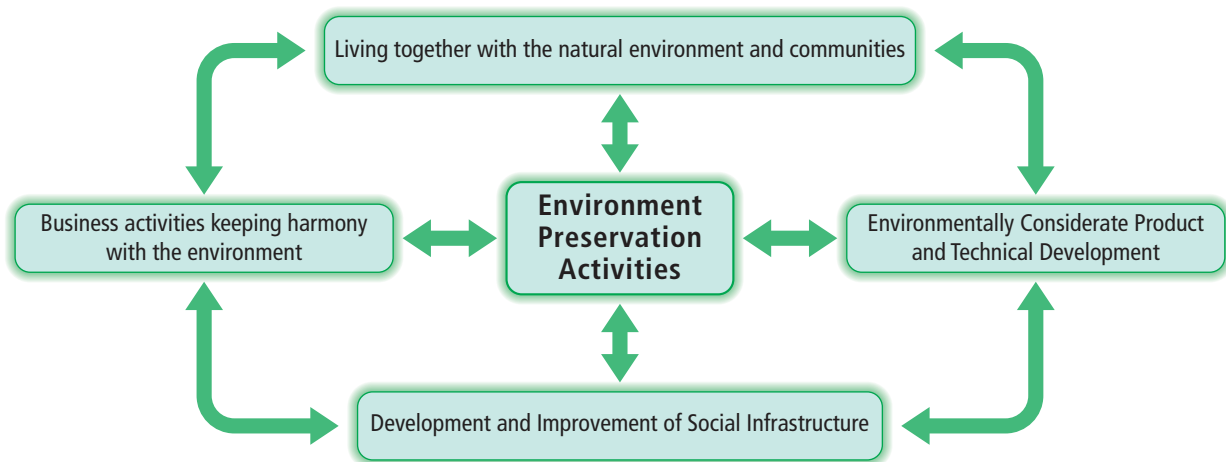 Living together with the natural environment and communities
Business activities keeping harmony
with the environment
Environment
Preservation
Activities
Environmentally Considerate Product
and Technical Development
Development and Improvement of Social Infrastructure